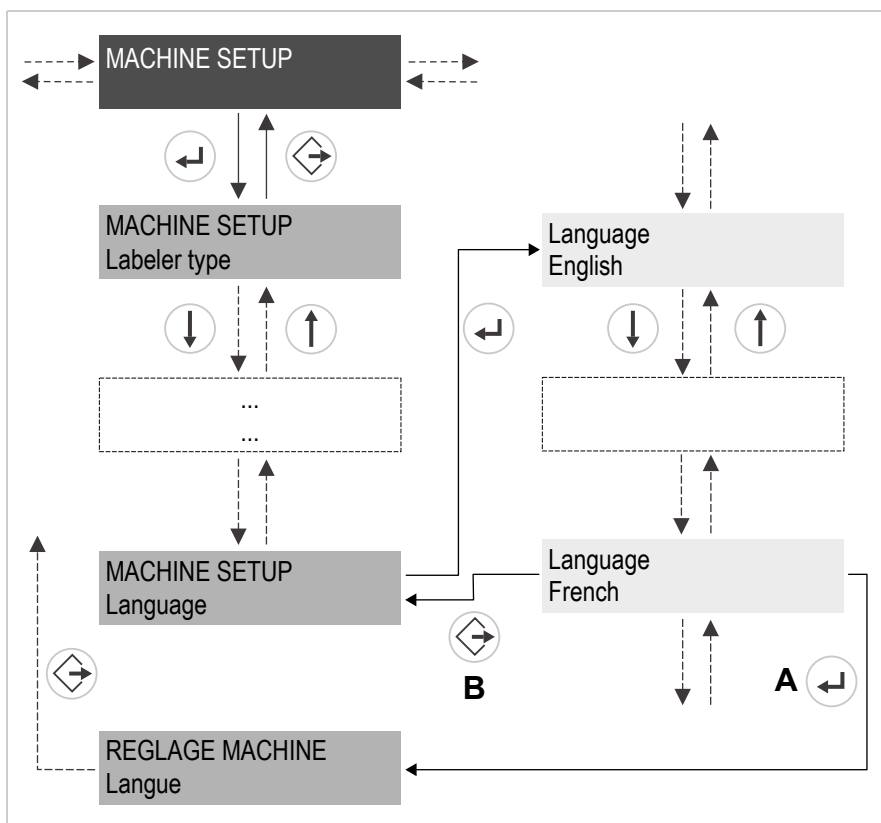 MACHINE SETUP
MACHINE SETUP
Labeler type
...
...
MACHINE SETUP
Language
REGLAGE MACHINE
Langue
Language
English
Language
French
B
A